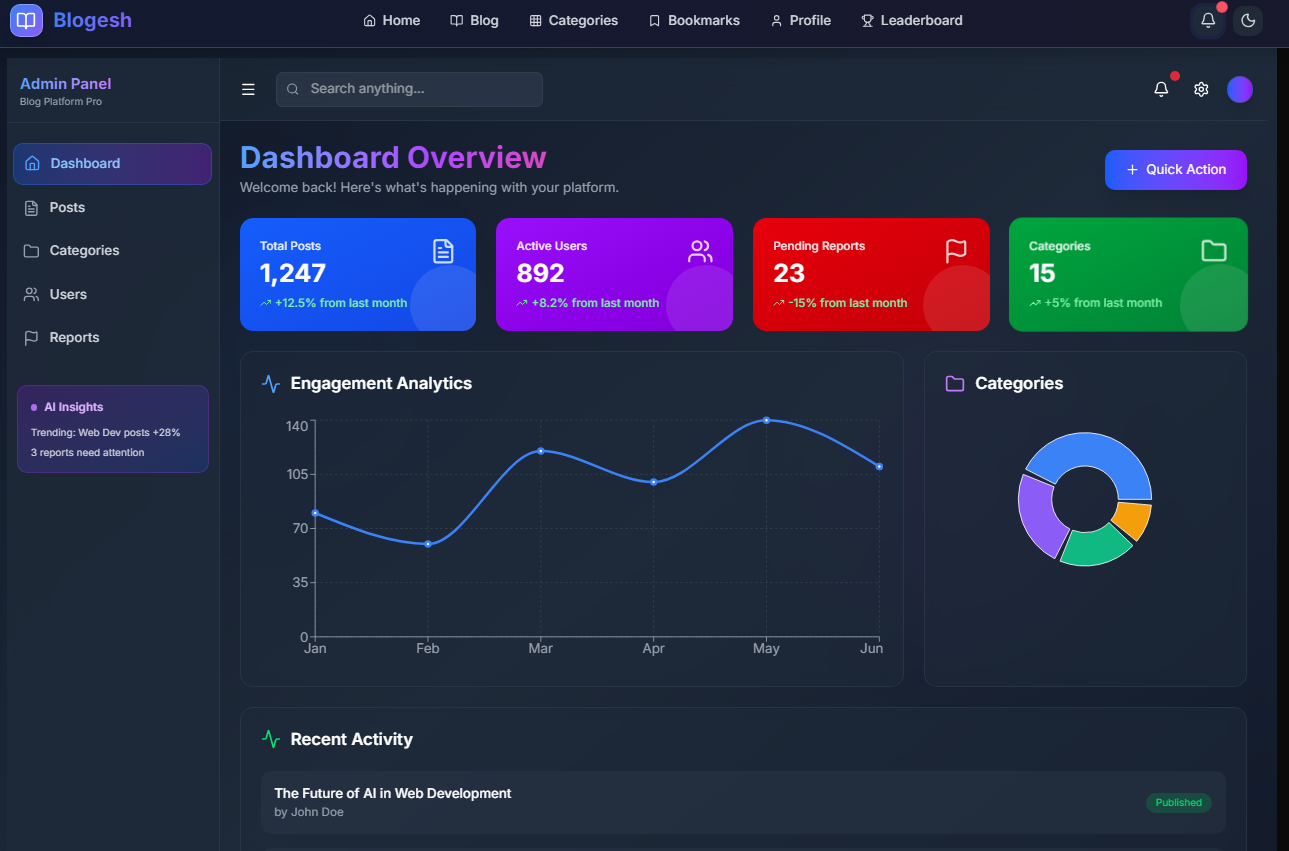 Blogesh
Home
Blog
Categories
Bookmarks
Profile
Leaderboard
Admin Panel
Blog Platform Pro
Search anything...
Dashboard
Posts
Categories
Users
Reports
AI Insights
Trending: Web Dev posts +28%
3 reports need attention
Dashboard Overview
Welcome back! Here's what's happening with your platform.
Quick Action
Total Posts
1,247
+12.5% from last month
Active Users
892
+8.2% from last month
Pending Reports
23
-15% from last month
Categories
15
+5% from last month
Engagement Analytics
140
105
70
35
0
Jan
Feb
Mar
Apr
May
Jun
Categories
Recent Activity
The Future of AI in Web Development
by John Doe
Published